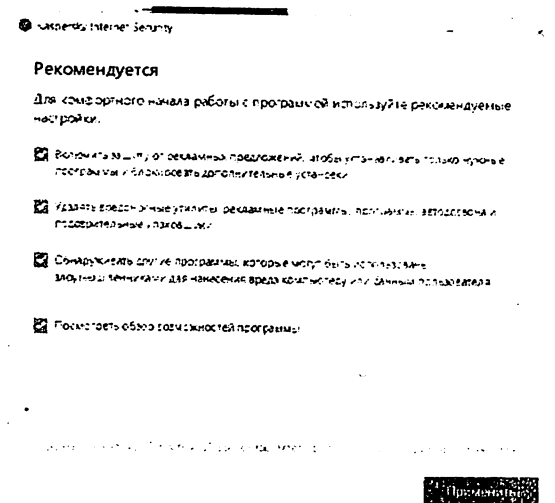 Kaspersky Internet Security
Рекомендуется
Для комфортного начала работы с программой используйте рекомендуемые
настройки.
Включить защиту от рекламных предложений, чтобы устанавливать только нужные
программы и блокировать дополнительные установки
Удалять вредоносные утилиты, рекламные программы, программы автодозвона и
подозрительные упаковщики
Обнаруживать другие программы, которые могут быть использованы
злоумышленниками для нанесения вреда компьютеру или данным пользователя
Посмотреть обзор возможностей программы
Применить